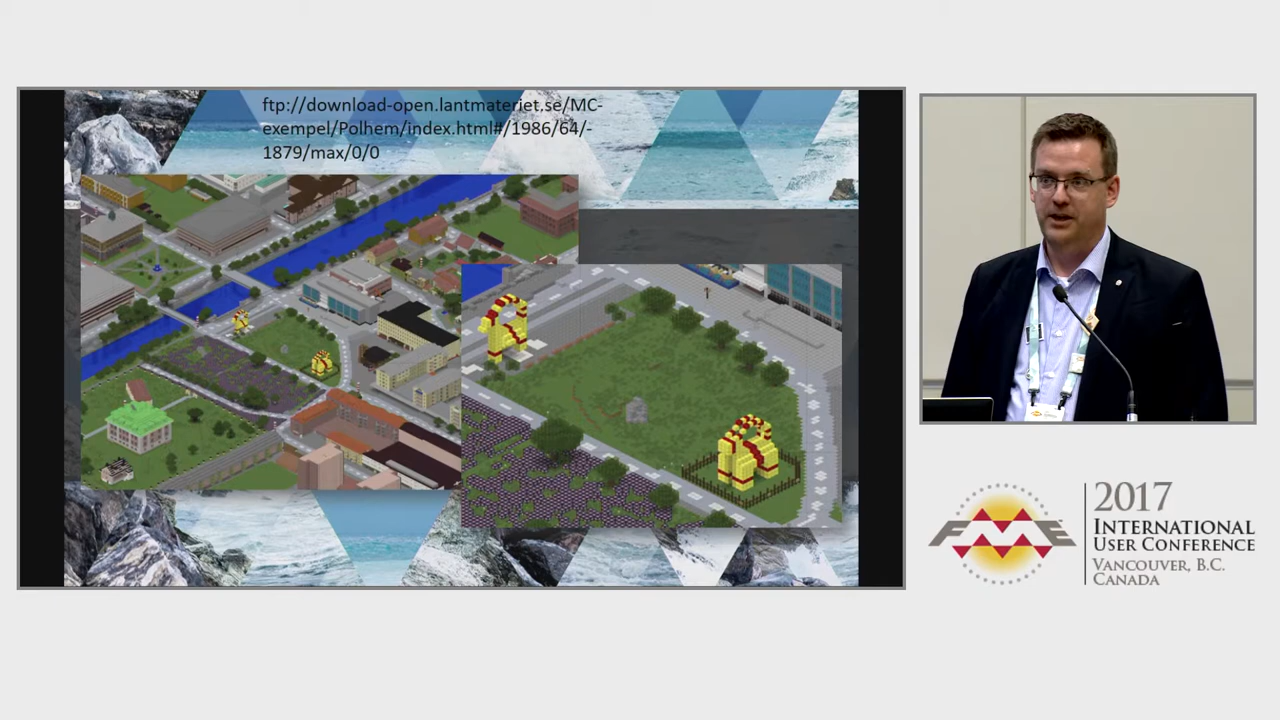 ftp://download-open.lantmateriet.se/MC-
exempel/Polhem/index.html#/1986/64/-
1879/max/0/0
FME
2017
INTERNATIONAL
USER CONFERENCE
VANCOUVER, B.C.
CANADA